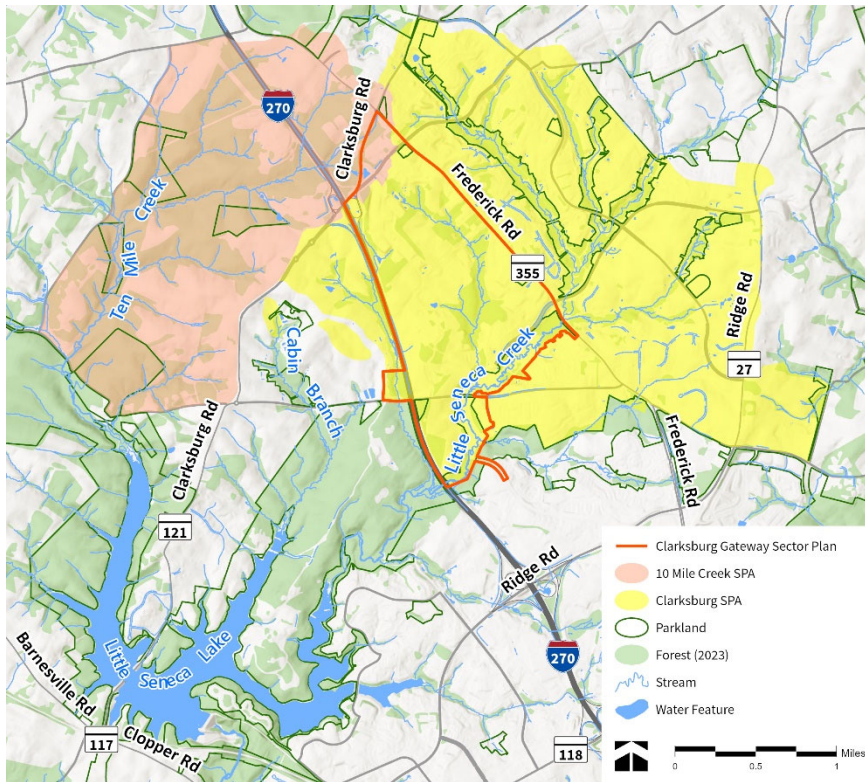 270
Clarksburg Rd
Frederick Rd
355
Ten Mile Creek
Ridge Rd
27
Cabin Branch
Little Seneca Creek
Clarksburg Rd
121
Frederick Rd
Ridge Rd
270
Little Seneca Lake
Barnesville Rd
117
Clopper Rd
118
Clarksburg Gateway Sector Plan
10 Mile Creek SPA
Clarksburg SPA
Parkland
Forest (2023)
Stream
Water Feature
0 0.5 1 Miles